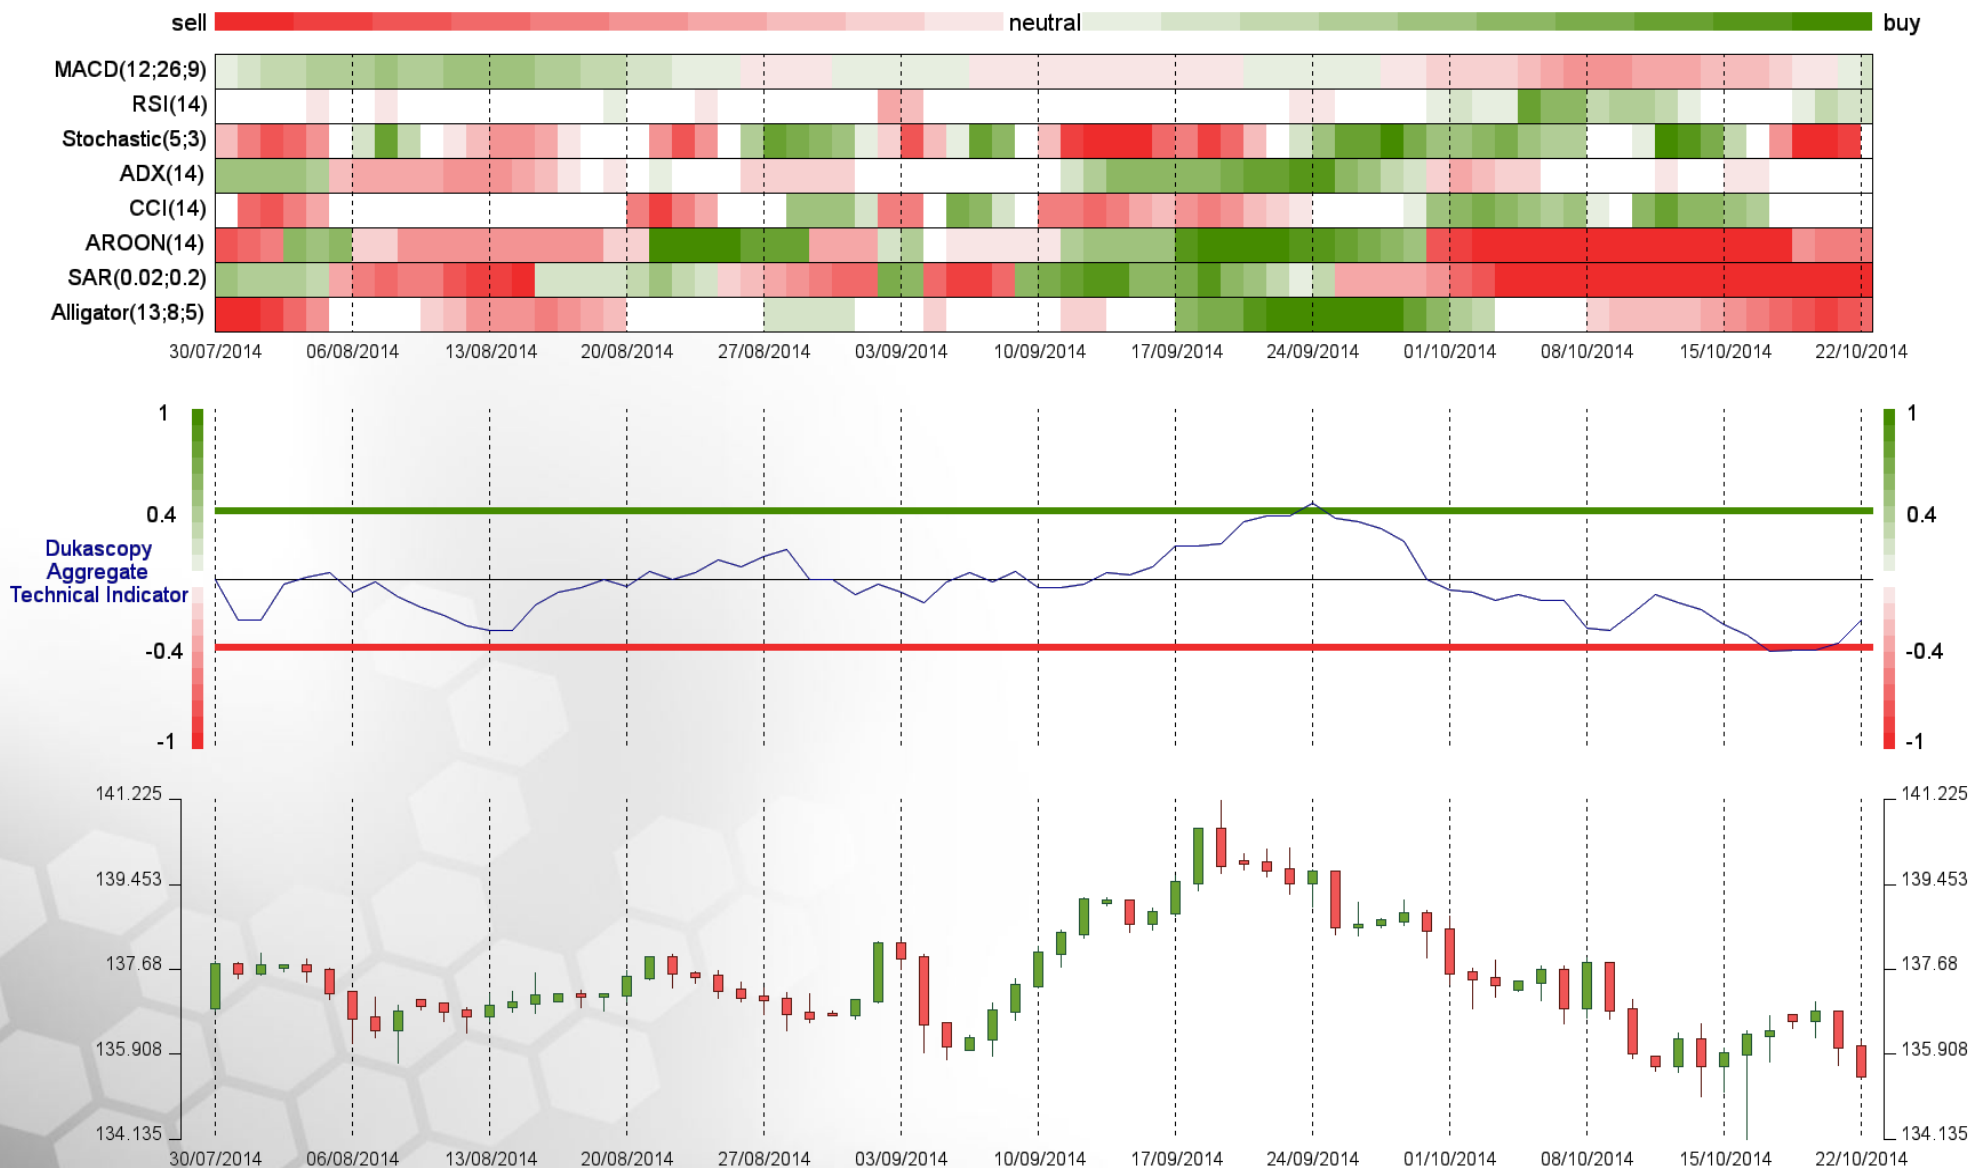 sell neutral buy
MACD(12;26;9)
RSI(14)
Stochastic(5;3)
ADX(14)
CCI(14)
AROON(14)
SAR(0.02;0.2)
Alligator(13;8;5)
30/07/2014 06/08/2014 13/08/2014 20/08/2014 27/08/2014 03/09/2014 10/09/2014 17/09/2014 24/09/2014 01/10/2014 08/10/2014 15/10/2014 22/10/2014
1 1
0.4 0.4
Dukascopy
Aggregate
Technical Indicator
-0.4 -0.4
-1 -1
141.225 141.225
139.453 139.453
137.68 137.68
135.908 135.908
134.135 134.135
30/07/2014 06/08/2014 13/08/2014 20/08/2014 27/08/2014 03/09/2014 10/09/2014 17/09/2014 24/09/2014 01/10/2014 08/10/2014 15/10/2014 22/10/2014